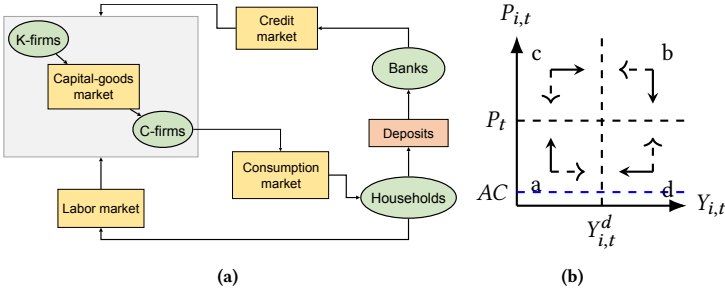 K-firms
Capital-goods
market
C-firms
Credit
market
Banks
Deposits
Consumption
market
Households
Labor market
(a)
P_{i,t}
c
b
P_t
a
d
AC
Y_{i,t}
Y^d_{i,t}
(b)